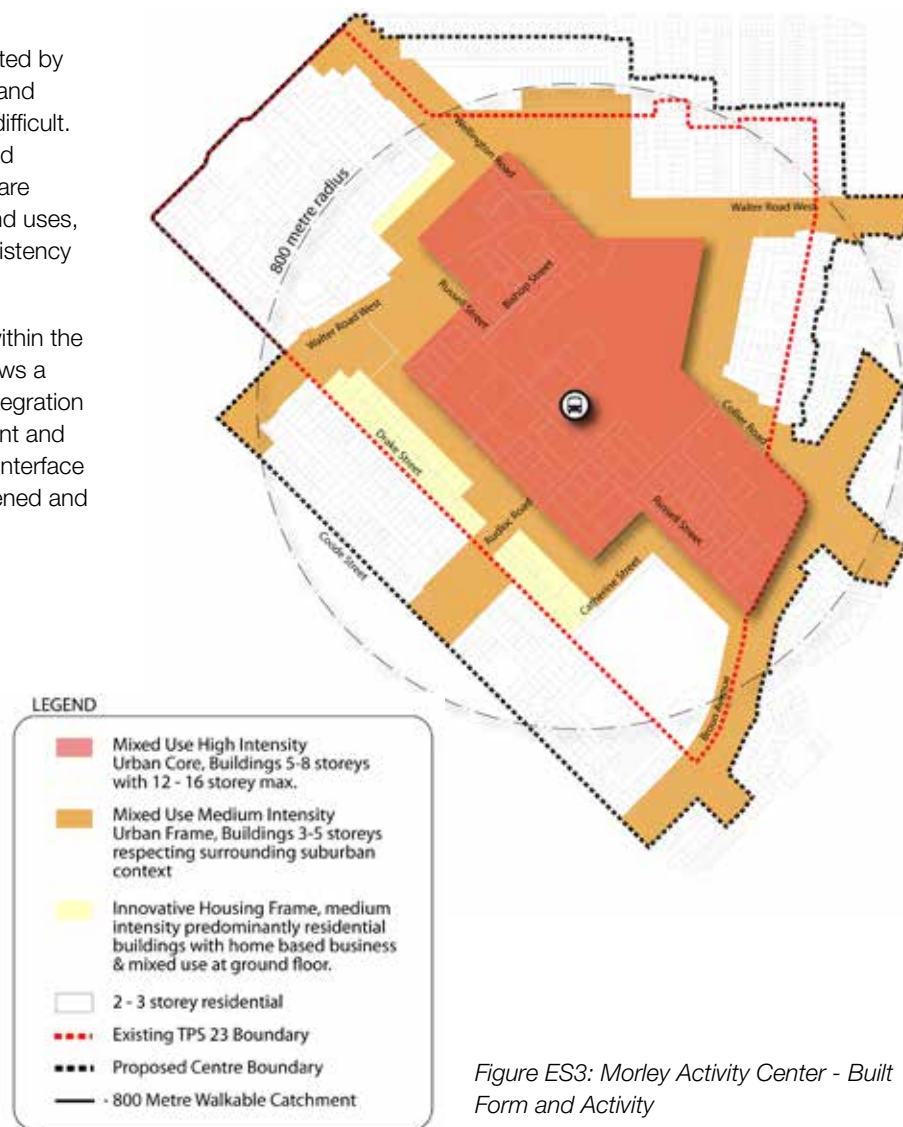 ted by
and
difficult.
d
are
nd uses,
istency
within the
ws a
tegration
nt and
interface
ened and
Wellington Road
800 metre radius
Walter Road West
Bishop Street
Russell Street
Walter Road West
Collier Road
Drake Street
Russell Street
Rudloc Road
Coode Street
Catherine Street
Brown Avenue
LEGEND
Mixed Use High Intensity
Urban Core, Buildings 5-8 storeys
with 12 - 16 storey max.
Mixed Use Medium Intensity
Urban Frame, Buildings 3-5 storeys
respecting surrounding suburban
context
Innovative Housing Frame, medium
intensity predominantly residential
buildings with home based business
& mixed use at ground floor.
2 - 3 storey residential
Existing TPS 23 Boundary
Proposed Centre Boundary
- 800 Metre Walkable Catchment
Figure ES3: Morley Activity Center - Built
Form and Activity